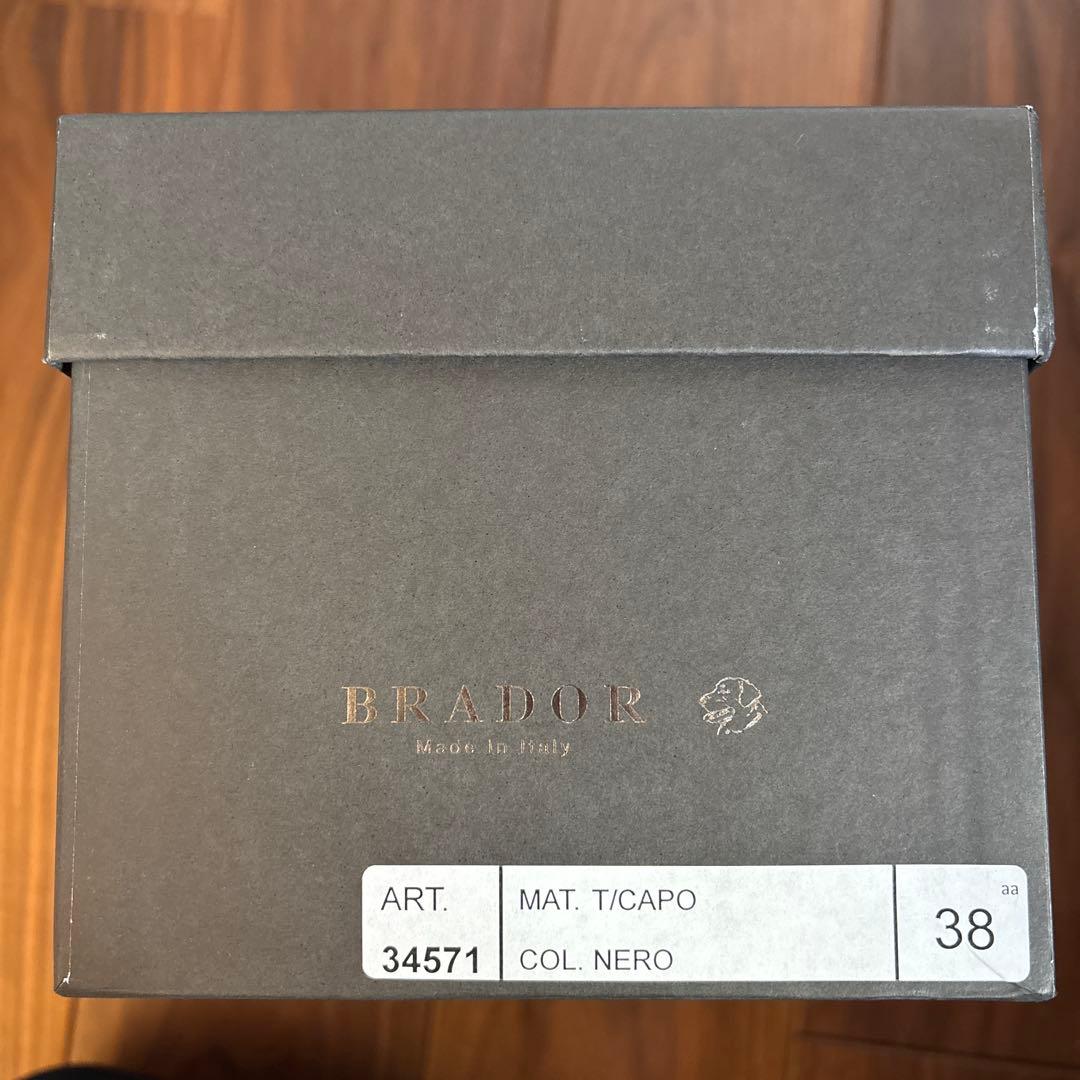 BRADOR
Made in Italy
ART.
34571
MAT. T/CAPO
COL. NERO
aa
38